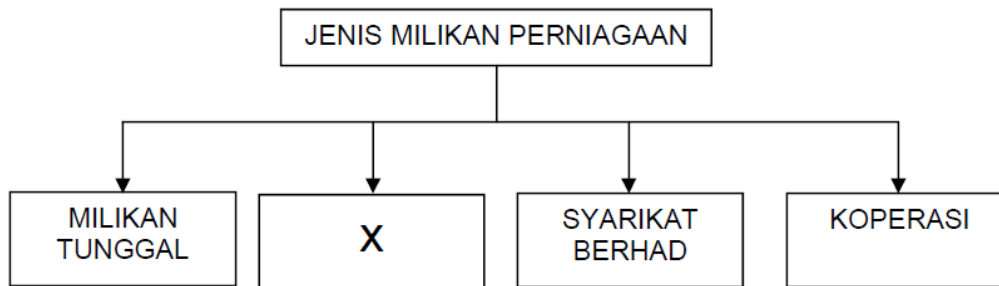 JENIS MILIKAN PERNIAGAAN
MILIKAN
TUNGGAL
X
SYARIKAT
BERHAD
KOPERASI